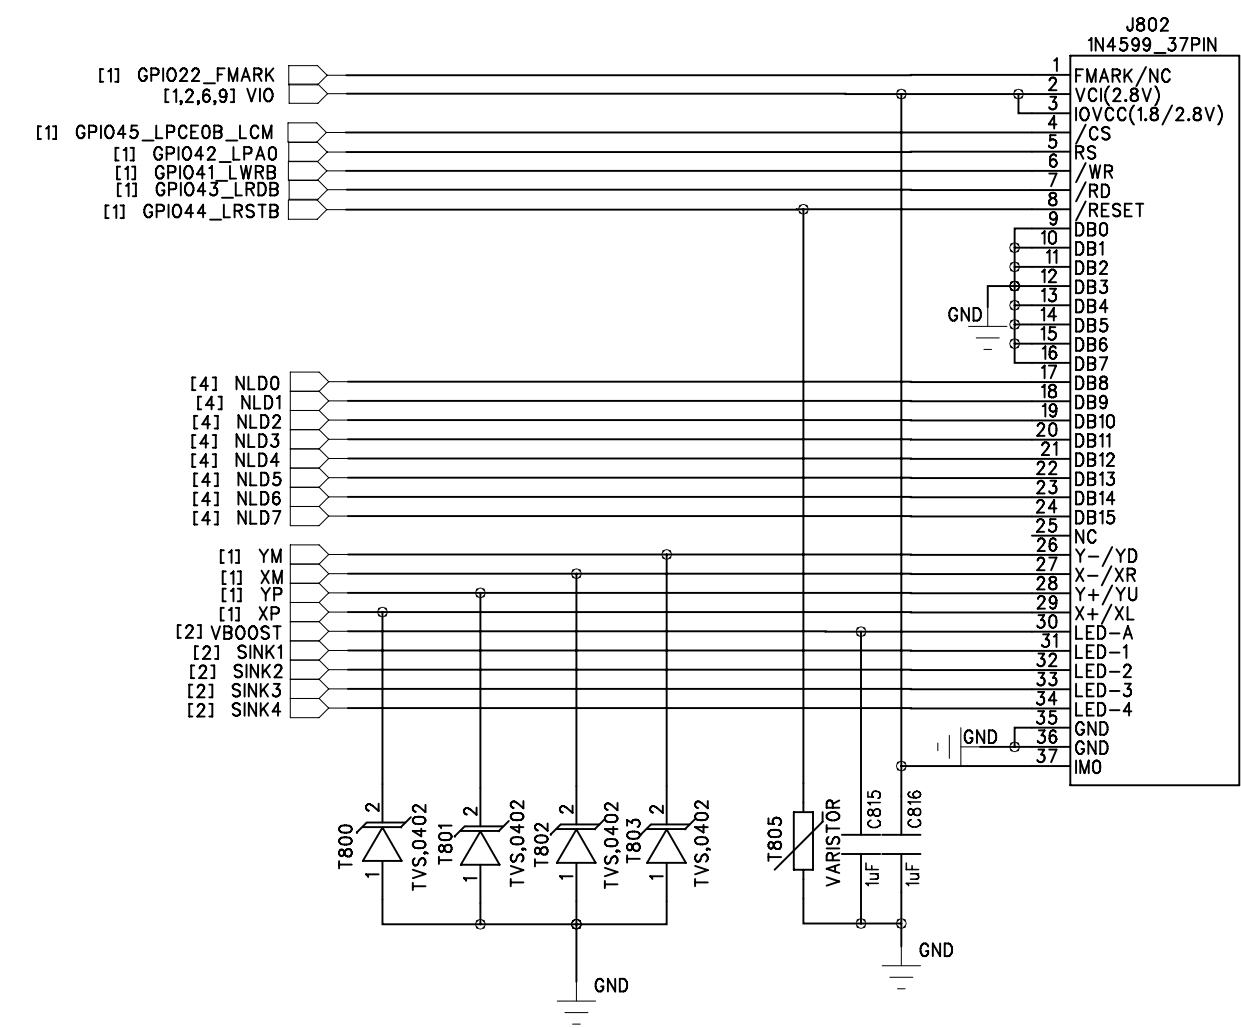 J802
1N4599_37PIN
[1] GPIO22_FMARK 1 FMARK/NC
[1,2,6,9] VIO 2 VCI(2.8V)
3 IOVCC(1.8/2.8V)
[1] GPIO45_LPCE0B_LCM 4 /CS
[1] GPIO42_LPA0 5 RS
[1] GPIO41_LWRB 6 /WR
[1] GPIO43_LRDB 7 /RD
[1] GPIO44_LRSTB 8 /RESET
9 DB0
10 DB1
11 DB2
12 DB3
GND 13 DB4
14 DB5
15 DB6
16 DB7
[4] NLD0 17 DB8
[4] NLD1 18 DB9
[4] NLD2 19 DB10
[4] NLD3 20 DB11
[4] NLD4 21 DB12
[4] NLD5 22 DB13
[4] NLD6 23 DB14
[4] NLD7 24 DB15
25 NC
[1] YM 26 Y-/YD
[1] XM 27 X-/XR
[1] YP 28 Y+/YU
[1] XP 29 X+/XL
[2] VBOOST 30 LED-A
[2] SINK1 31 LED-1
[2] SINK2 32 LED-2
[2] SINK3 33 LED-3
[2] SINK4 34 LED-4
35 GND
GND 36 GND
37 IM0
T800 2 1 TVS,0402
T801 2 1 TVS,0402
T802 2 1 TVS,0402
T803 2 1 TVS,0402
T805 VARISTOR
C815 1uF
C816 1uF
GND
GND